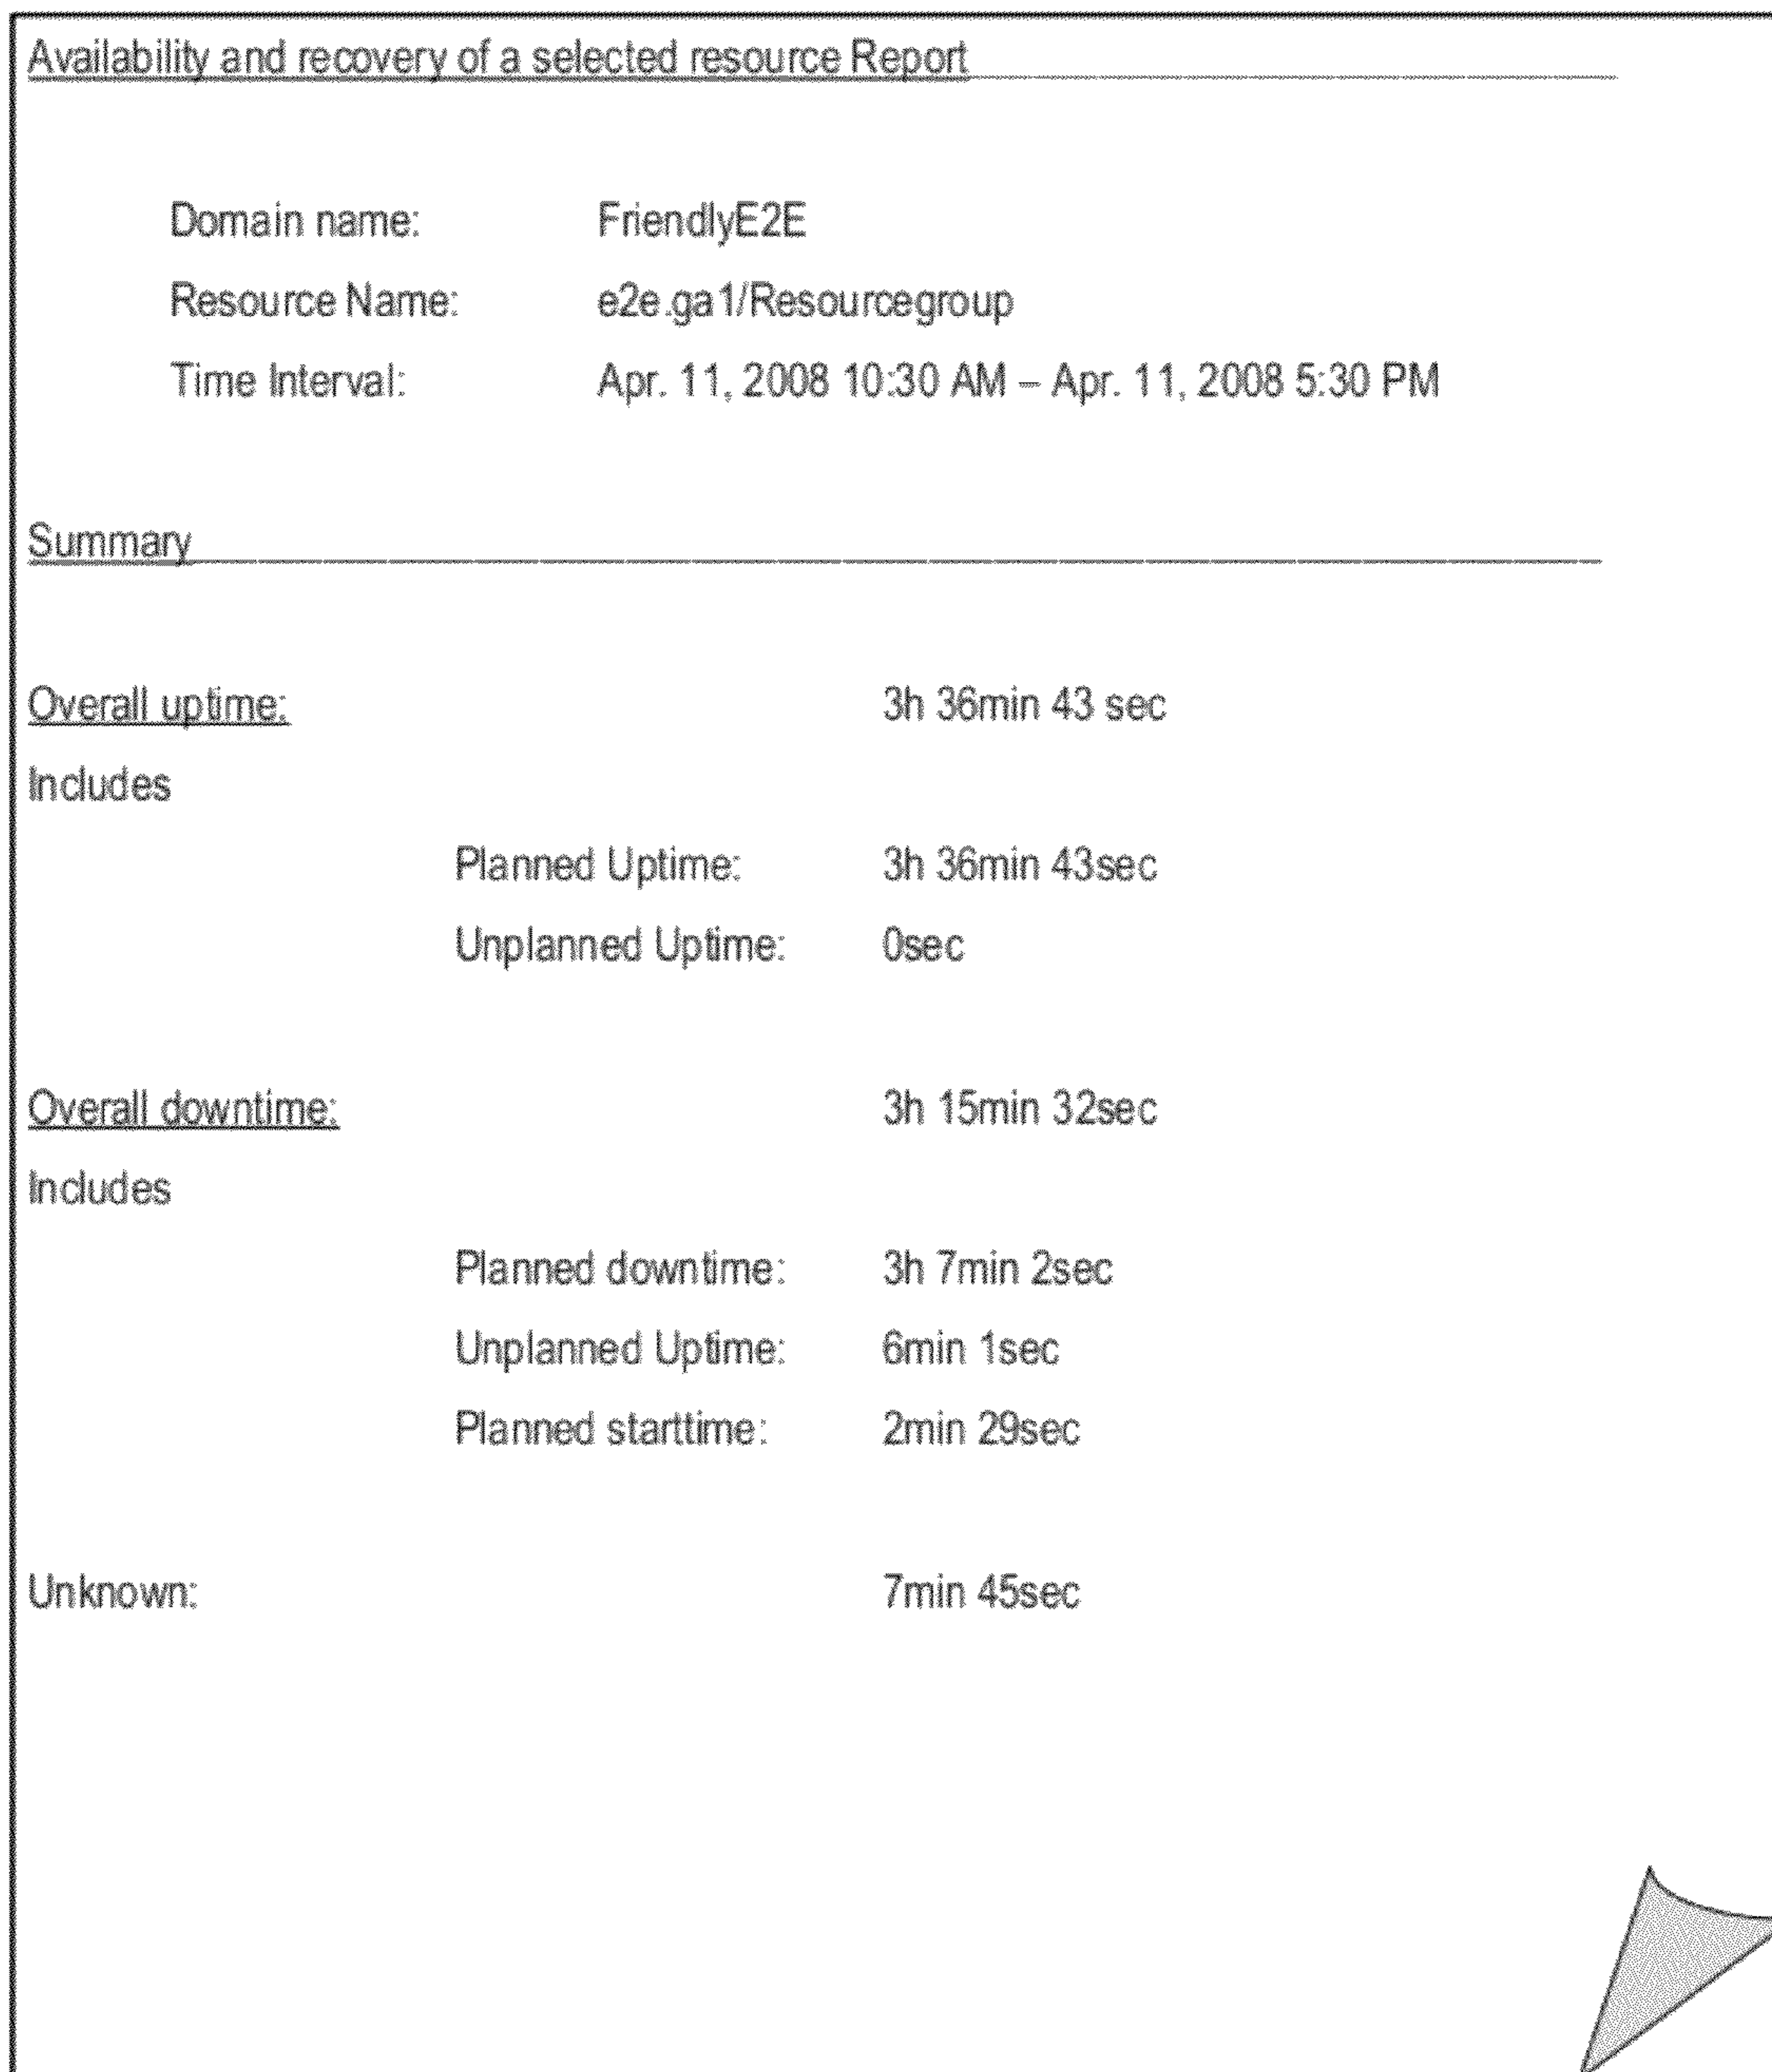 Availability and recovery of a selected resource Report
Domain name: FriendlyE2E
Resource Name: e2e.ga1/Resourcegroup
Time Interval: Apr. 11, 2008 10:30 AM – Apr. 11, 2008 5:30 PM
Summary
Overall uptime: 3h 36min 43 sec
Includes
Planned Uptime: 3h 36min 43sec
Unplanned Uptime: 0sec
Overall downtime: 3h 15min 32sec
Includes
Planned downtime: 3h 7min 2sec
Unplanned Uptime: 6min 1sec
Planned starttime: 2min 29sec
Unknown: 7min 45sec